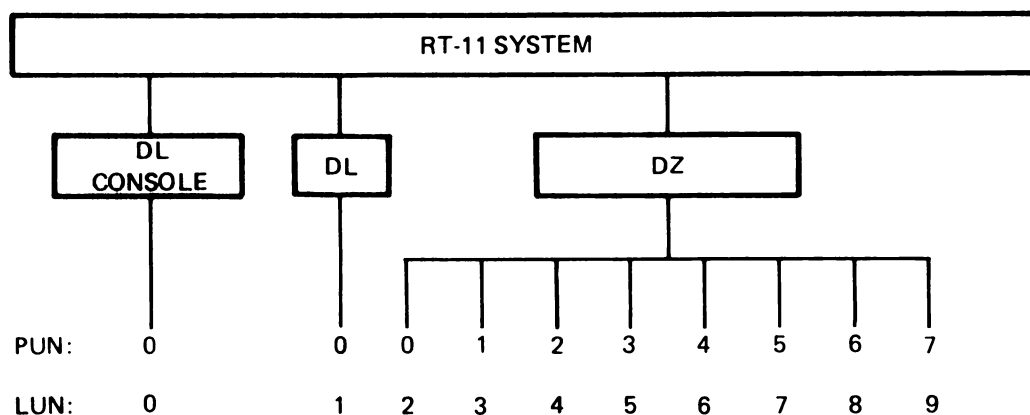 RT-11 SYSTEM
DL
CONSOLE
DL
DZ
PUN: 0 0 0 1 2 3 4 5 6 7
LUN: 0 1 2 3 4 5 6 7 8 9